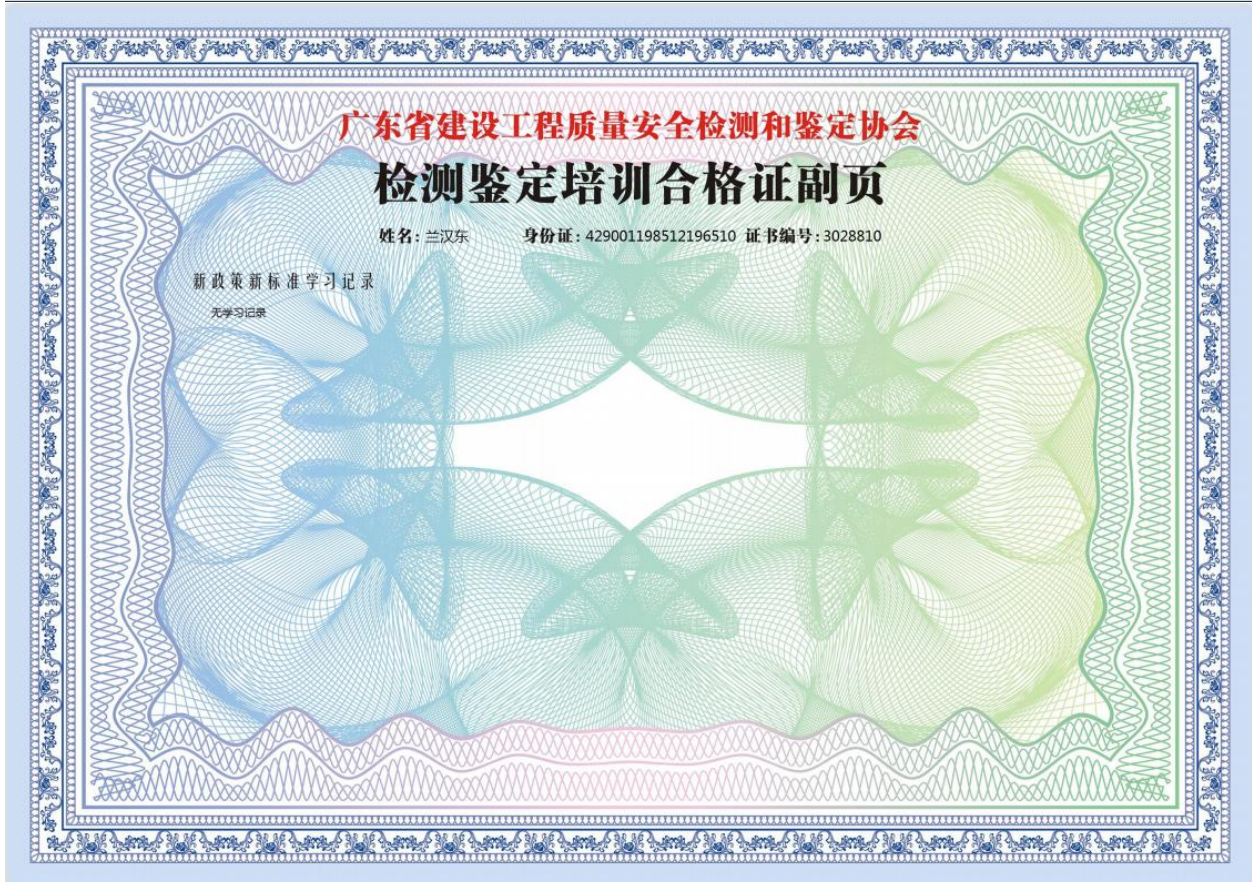 广东省建设工程质量安全检测和鉴定协会
检测鉴定培训合格证副页
姓名: 兰汉东 身份证: 429001198512196510 证书编号: 3028810
新政策新标准学习记录
无学习记录